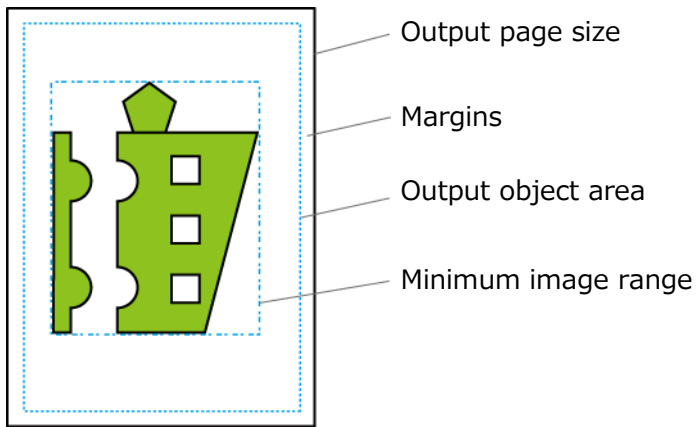 Output page size
Margins
Output object area
Minimum image range